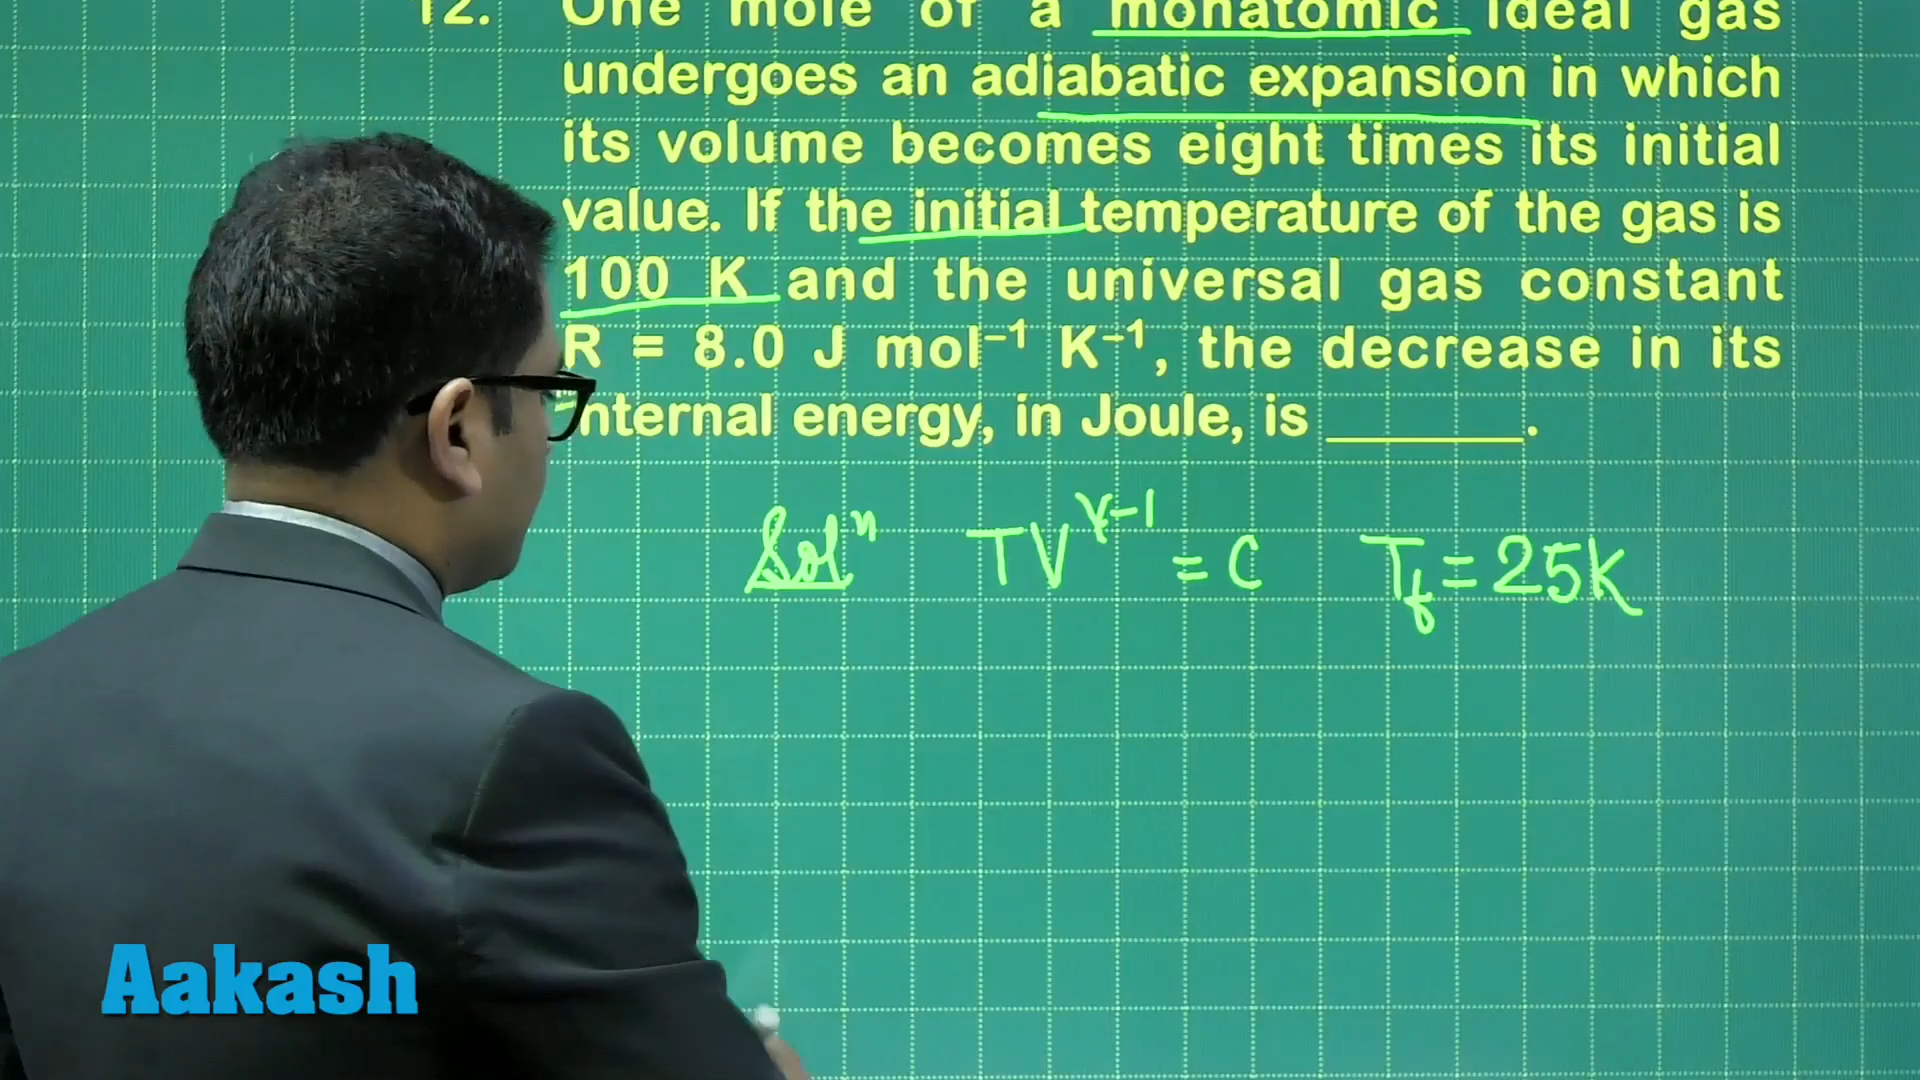 12. One mole of a monatomic ideal gas
undergoes an adiabatic expansion in which
its volume becomes eight times its initial
value. If the initial temperature of the gas is
100 K and the universal gas constant
R = 8.0 J mol⁻¹ K⁻¹, the decrease in its
internal energy, in Joule, is ______.
Solⁿ TV^γ-1 = C T_f = 25K
Aakash